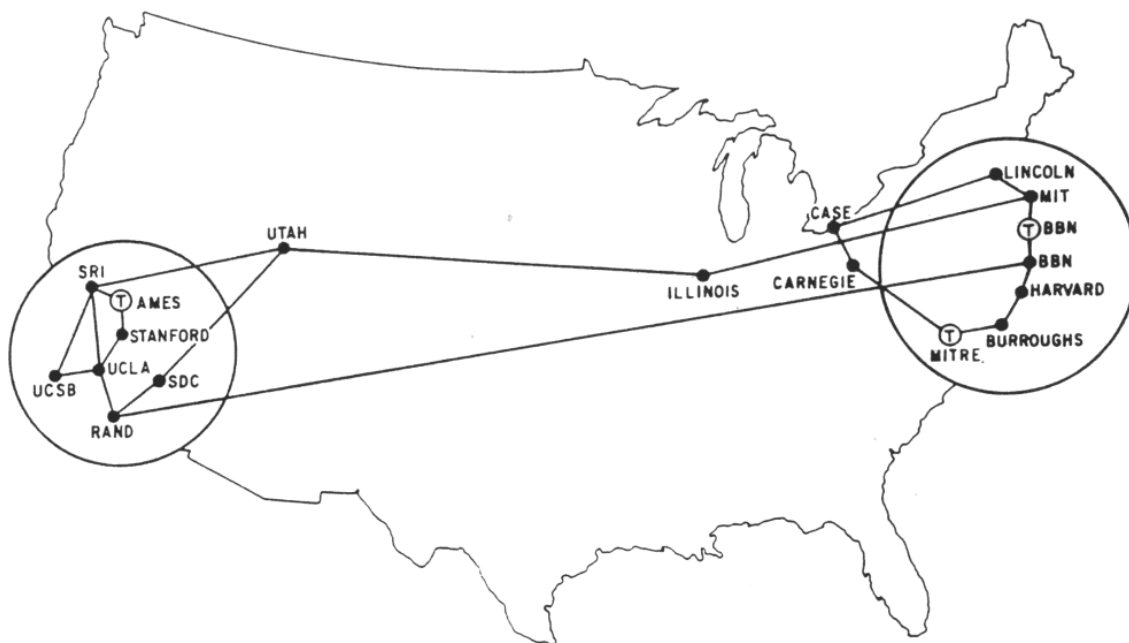 LINCOLN
MIT
CASE
T BBN
UTAH
BBN
SRI
ILLINOIS
CARNEGIE
HARVARD
T AMES
STANFORD
T
BURROUGHS
MITRE
UCLA
SDC
UCSB
RAND